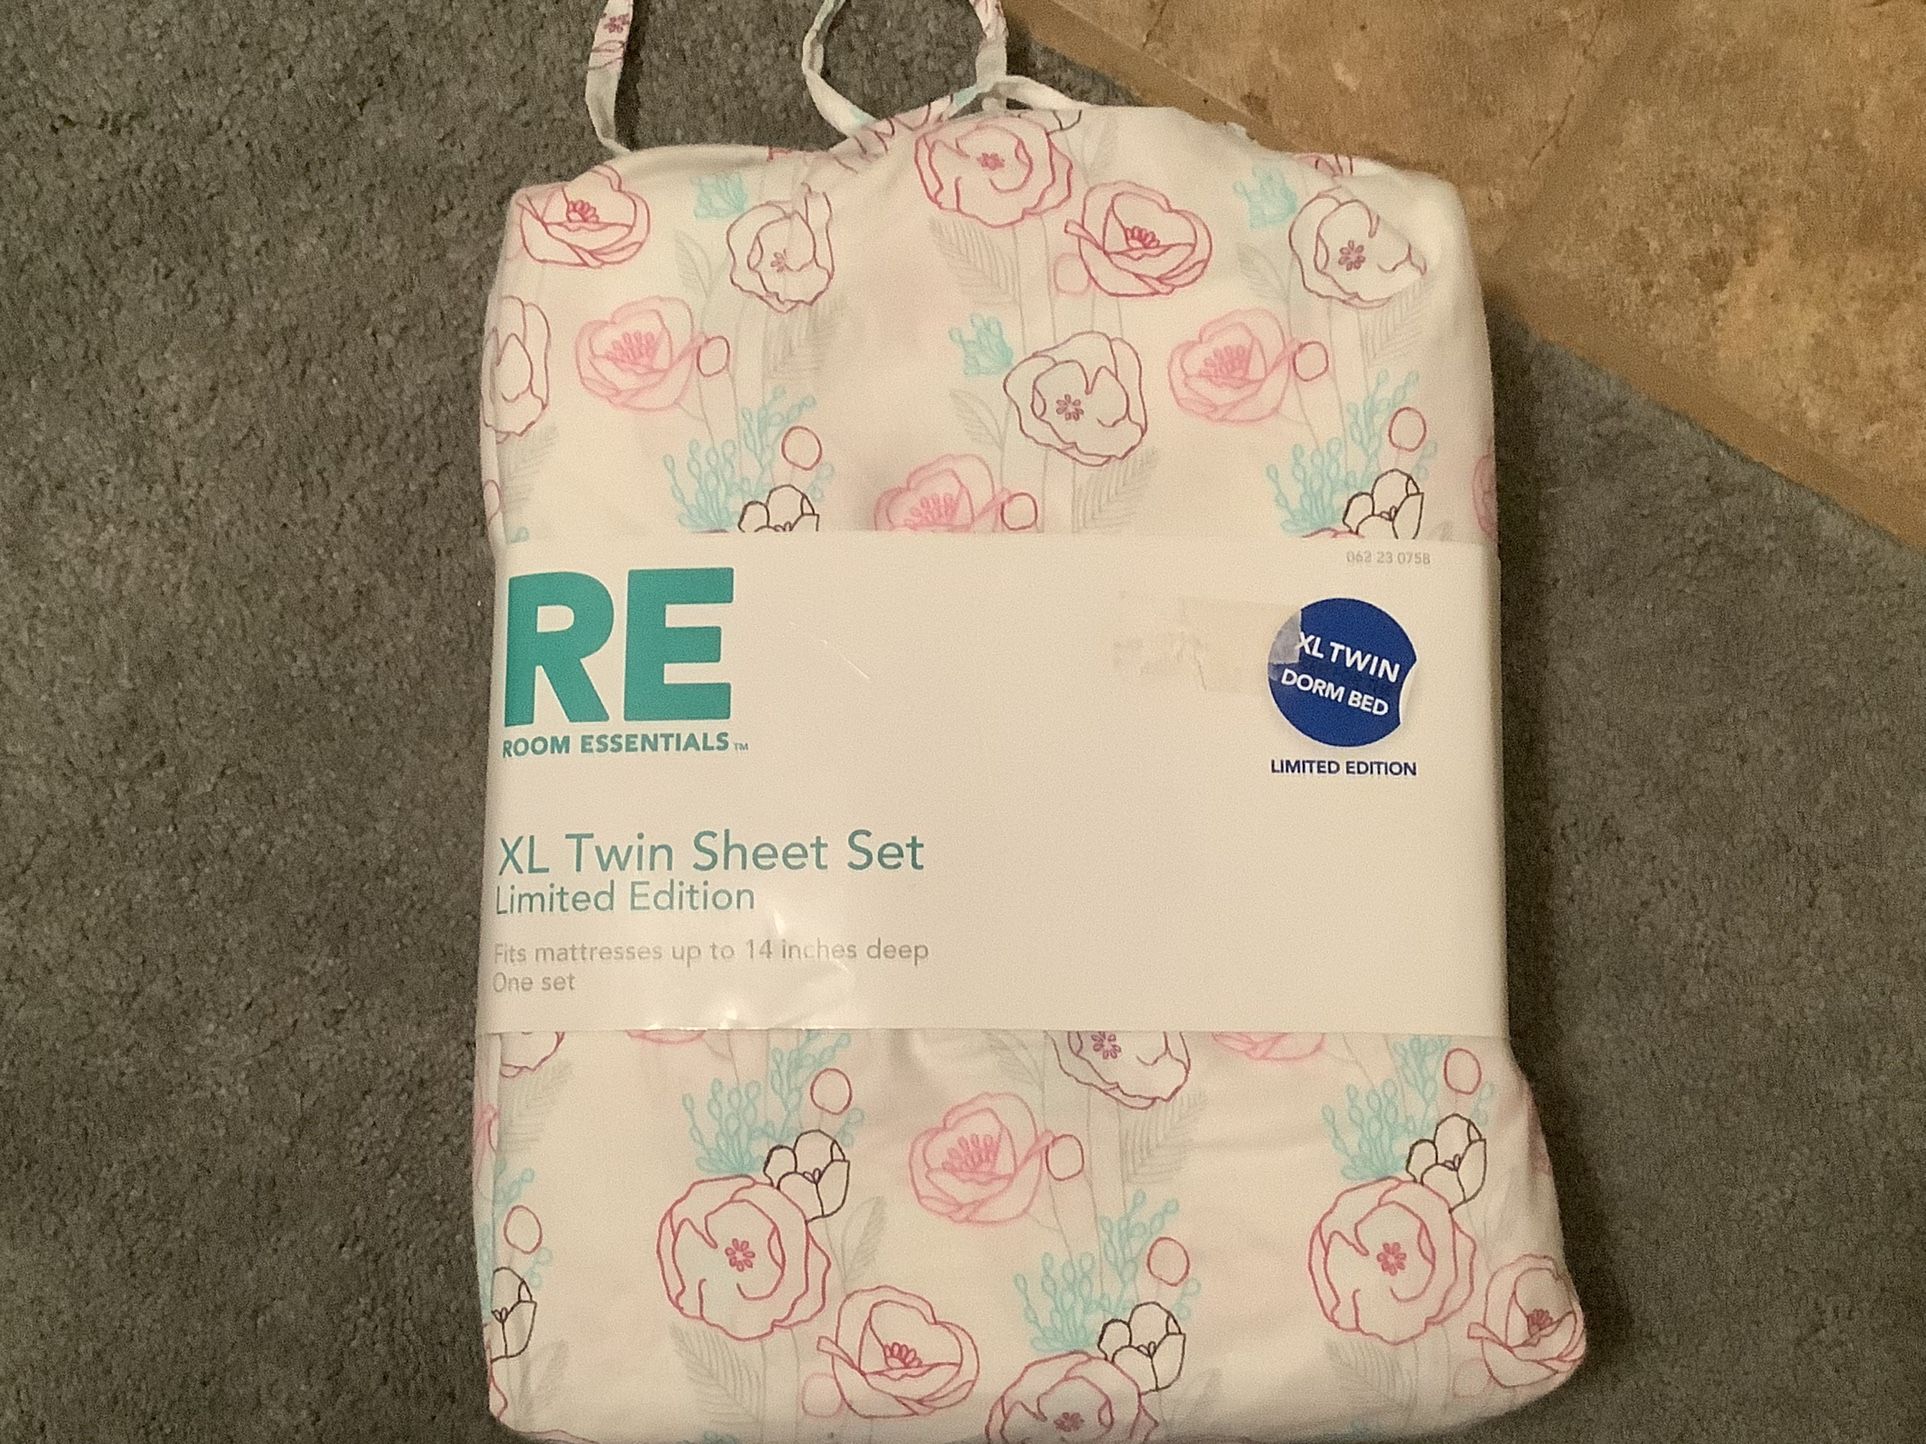 062 23 0758
RE
ROOM ESSENTIALS™
XL TWIN
DORM BED
LIMITED EDITION
XL Twin Sheet Set
Limited Edition
Fits mattresses up to 14 inches deep
One set